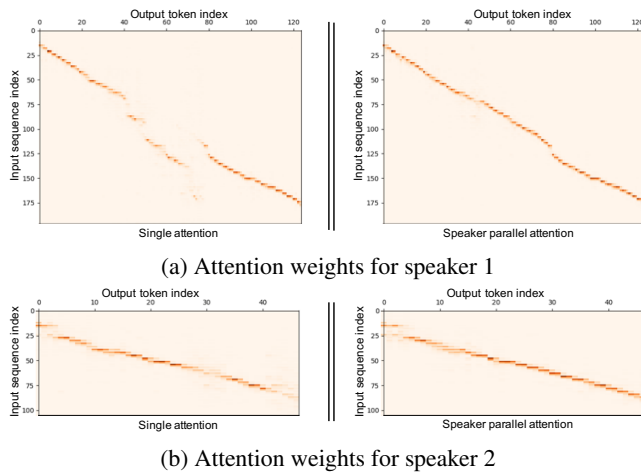 Output token index
Output token index
0 20 40 60 80 100 120
0 20 40 60 80 100 120
Input sequence index
0
25
50
75
100
125
150
175
Input sequence index
0
25
50
75
100
125
150
175
Single attention
Speaker parallel attention
(a) Attention weights for speaker 1
Output token index
Output token index
0 10 20 30 40
0 10 20 30 40
Input sequence index
0
25
50
75
100
Input sequence index
0
25
50
75
100
Single attention
Speaker parallel attention
(b) Attention weights for speaker 2